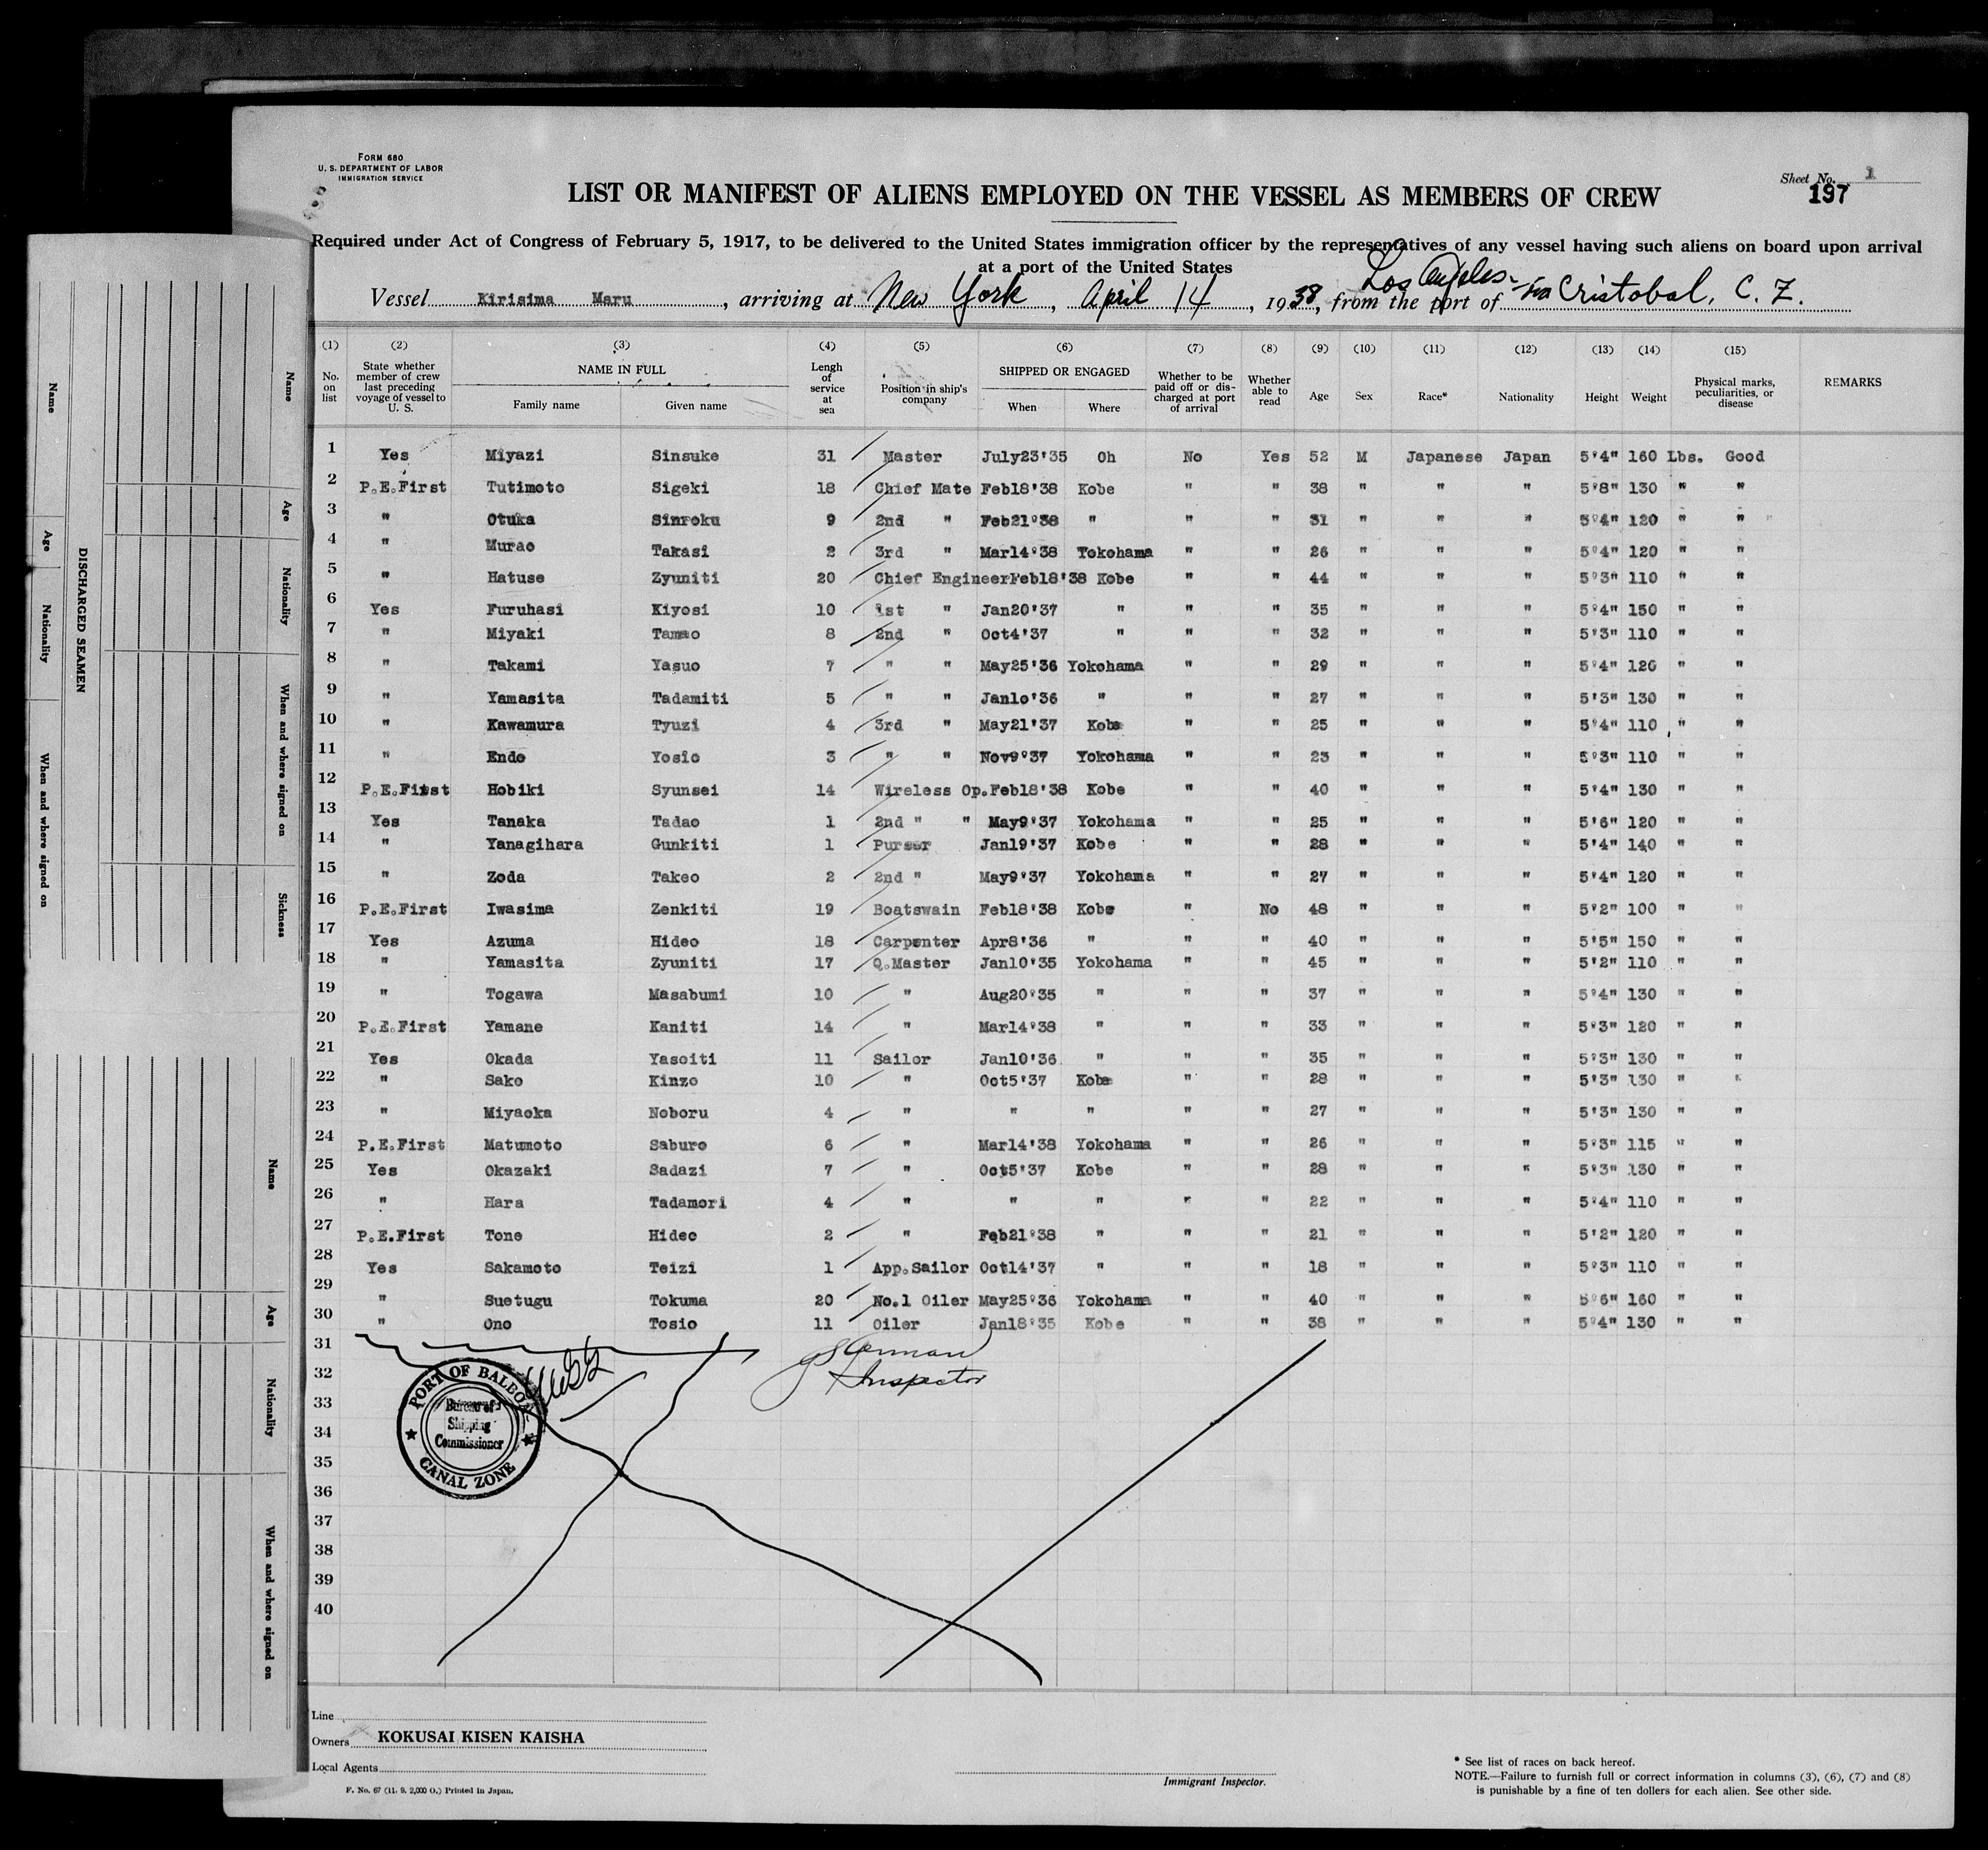 FORM 680
U. S. DEPARTMENT OF LABOR
IMMIGRATION SERVICE
Sheet No. 1
197
LIST OR MANIFEST OF ALIENS EMPLOYED ON THE VESSEL AS MEMBERS OF CREW
Required under Act of Congress of February 5, 1917, to be delivered to the United States immigration officer by the representatives of any vessel having such aliens on board upon arrival
at a port of the United States
Vessel Kirisima Maru, arriving at New York, April 14, 1938, from the port of Los Angeles - via Cristobal, C. Z.
(1) (2) (3) (4) (5) (6) (7) (8) (9) (10) (11) (12) (13) (14) (15)
No. on list State whether member of crew last preceding voyage of vessel to U. S. NAME IN FULL Family name Given name Lengh of service at sea Position in ship's company SHIPPED OR ENGAGED When Where Whether to be paid off or discharged at port of arrival Whether able to read Age Sex Race* Nationality Height Weight Physical marks, peculiarities, or disease REMARKS
1 Yes Miyazi Sinsuke 31 Master July23'35 Oh No Yes 52 M Japanese Japan 5'4" 160 Lbs. Good
2 P.E.First Tutimoto Sigeki 18 Chief Mate Feb18'38 Kobe " " 38 " " " 5'8" 130 " "
3 " Otuka Sinroku 9 2nd " Feb21'38 " " " 31 " " " 5'4" 120 " "
4 " Murao Takasi 2 3rd " Mar14'38 Yokohama " " 26 " " " 5'4" 120 " "
5 " Hatuse Zyuniti 20 Chief Engineer Feb18'38 Kobe " " 44 " " " 5'3" 110 " "
6 Yes Furuhasi Kiyosi 10 1st " Jan20'37 " " " 35 " " " 5'4" 150 " "
7 " Miyaki Tamao 8 2nd " Oct4'37 " " " 32 " " " 5'3" 110 " "
8 " Takami Yasuo 7 " " May25'36 Yokohama " " 29 " " " 5'4" 120 " "
9 " Yamasita Tadamiti 5 " " Jan10'36 " " " 27 " " " 5'3" 130 " "
10 " Kawamura Tyuzi 4 3rd " May21'37 Kobe " " 25 " " " 5'4" 110 " "
11 " Endo Yosio 3 " " Nov9'37 Yokohama " " 25 " " " 5'3" 110 " "
12 P.E.First Hobiki Syunsei 14 Wireless Op. Feb18'38 Kobe " " 40 " " " 5'4" 130 " "
13 Yes Tanaka Tadao 1 2nd " " May9'37 Yokohama " " 25 " " " 5'6" 120 " "
14 " Yanagihara Gunkiti 1 Purser Jan19'37 Kobe " " 28 " " " 5'4" 140 " "
15 " Zoda Takeo 2 2nd " May9'37 Yokohama " " 27 " " " 5'4" 120 " "
16 P.E.First Iwasima Zenkiti 19 Boatswain Feb18'38 Kobe " No 48 " " " 5'2" 100 " "
17 Yes Azuma Hideo 18 Carpenter Apr8'36 " " " 40 " " " 5'5" 150 " "
18 " Yamasita Zyuniti 17 Q.Master Jan10'35 Yokohama " " 45 " " " 5'2" 110 " "
19 " Togawa Masabumi 10 " Aug20'35 " " " 37 " " " 5'4" 130 " "
20 P.E.First Yamane Kaniti 14 " Mar14'38 " " " 33 " " " 5'3" 120 " "
21 Yes Okada Yasoiti 11 Sailor Jan10'36 " " " 35 " " " 5'3" 130 " "
22 " Sako Kinzo 10 " Oct5'37 Kobe " " 28 " " " 5'3" 130 " "
23 " Miyaoka Noboru 4 " " " " " 27 " " " 5'3" 130 " "
24 P.E.First Matumoto Saburo 6 " Mar14'38 Yokohama " " 26 " " " 5'3" 115 " "
25 Yes Okazaki Sadazi 7 " Oct5'37 Kobe " " 28 " " " 5'3" 130 " "
26 " Hara Tadamori 4 " " " " " 22 " " " 5'4" 110 " "
27 P.E.First Tone Hideo 2 " Feb21'38 " " " 21 " " " 5'2" 120 " "
28 Yes Sakamoto Teizi 1 App.Sailor Oct14'37 " " " 18 " " " 5'3" 110 " "
29 " Suetugu Tokuma 20 No.1 Oiler May25'36 Yokohama " " 40 " " " 5'6" 160 " "
30 " Ono Tosio 11 Oiler Jan18'35 Kobe " " 38 " " " 5'4" 130 " "
31
32 Inspector
33
34
35
36
37
38
39
40
PORT OF BALBOA
Bureau of
Shipping
Commissioner
CANAL ZONE
Line
Owners KOKUSAI KISEN KAISHA
Local Agents
F. No. 67 (11. 9. 2,000 O.) Printed in Japan.
Immigrant Inspector.
* See list of races on back hereof.
NOTE.—Failure to furnish full or correct information in columns (3), (6), (7) and (8)
is punishable by a fine of ten dollars for each alien. See other side.
DISCHARGED SEAMEN
Name Age Nationality When and where signed on Sickness
Name Age Nationality When and where signed on
Name Age Nationality When and where signed on